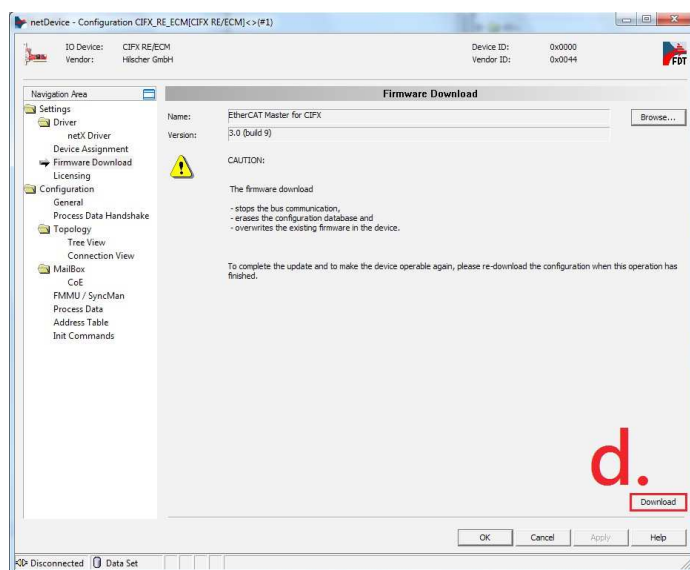 netDevice - Configuration CIFX_RE_ECM[CIFX RE/ECM]<>(#1)
IO Device: CIFX RE/ECM Device ID: 0x0000
Vendor: Hilscher GmbH Vendor ID: 0x0044
FDT
Navigation Area
Settings
Driver
netX Driver
Device Assignment
Firmware Download
Licensing
Configuration
General
Process Data Handshake
Topology
Tree View
Connection View
MailBox
CoE
FMMU / SyncMan
Process Data
Address Table
Init Commands
Firmware Download
Name: EtherCAT Master for CIFX Browse...
Version: 3.0 (build 9)
CAUTION:
The firmware download
- stops the bus communication,
- erases the configuration database and
- overwrites the existing firmware in the device.
To complete the update and to make the device operable again, please re-download the configuration when this operation has
finished.
d.
Download
OK Cancel Apply Help
Disconnected Data Set